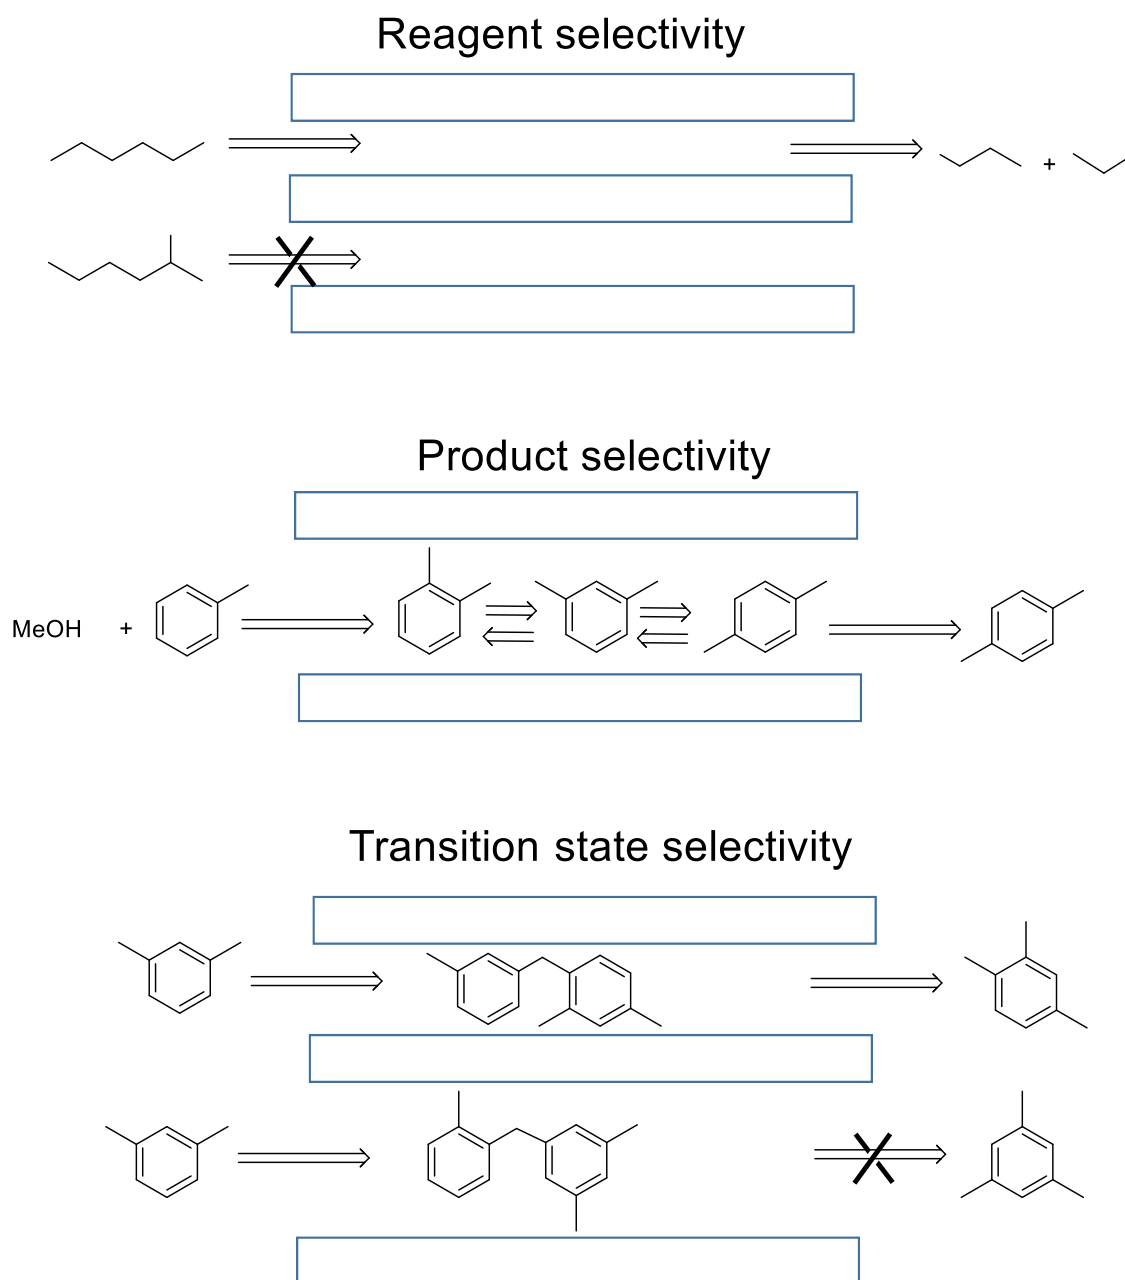 Reagent selectivity
+
Product selectivity
MeOH +
Transition state selectivity